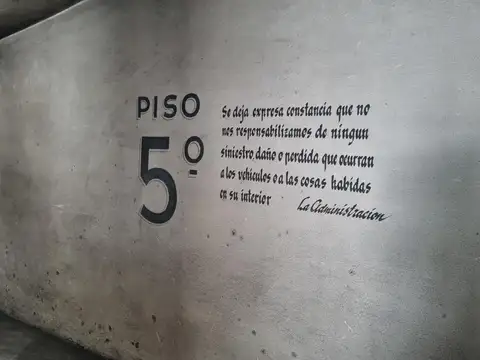 PISO
5º
Se deja expresa constancia que no
nos responsabilizamos de ningun
siniestro, daño o perdida que ocurran
a los vehiculos o a las cosas habidas
en su interior
La Administracion